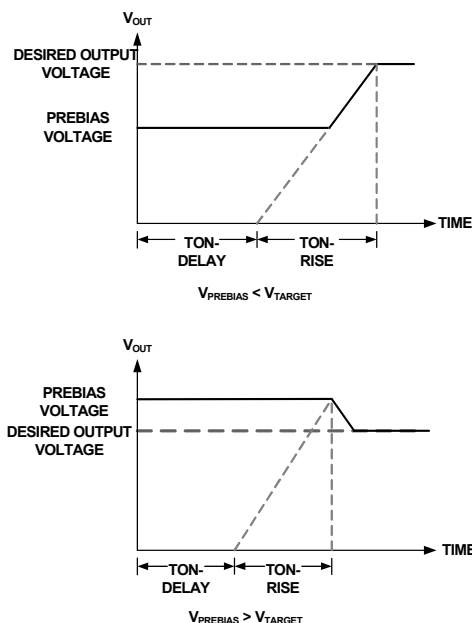 VOUT
DESIRED OUTPUT
VOLTAGE
PREBIAS
VOLTAGE
TIME
TON-
DELAY
TON-
RISE
VPREBIAS < VTARGET
VOUT
PREBIAS
VOLTAGE
DESIRED OUTPUT
VOLTAGE
TIME
TON-
DELAY
TON-
RISE
VPREBIAS > VTARGET